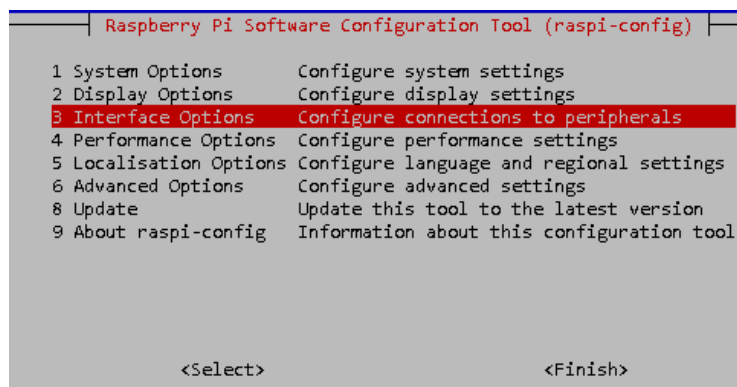 Raspberry Pi Software Configuration Tool (raspi-config)
1 System Options Configure system settings
2 Display Options Configure display settings
3 Interface Options Configure connections to peripherals
4 Performance Options Configure performance settings
5 Localisation Options Configure language and regional settings
6 Advanced Options Configure advanced settings
8 Update Update this tool to the latest version
9 About raspi-config Information about this configuration tool
<Select> <Finish>